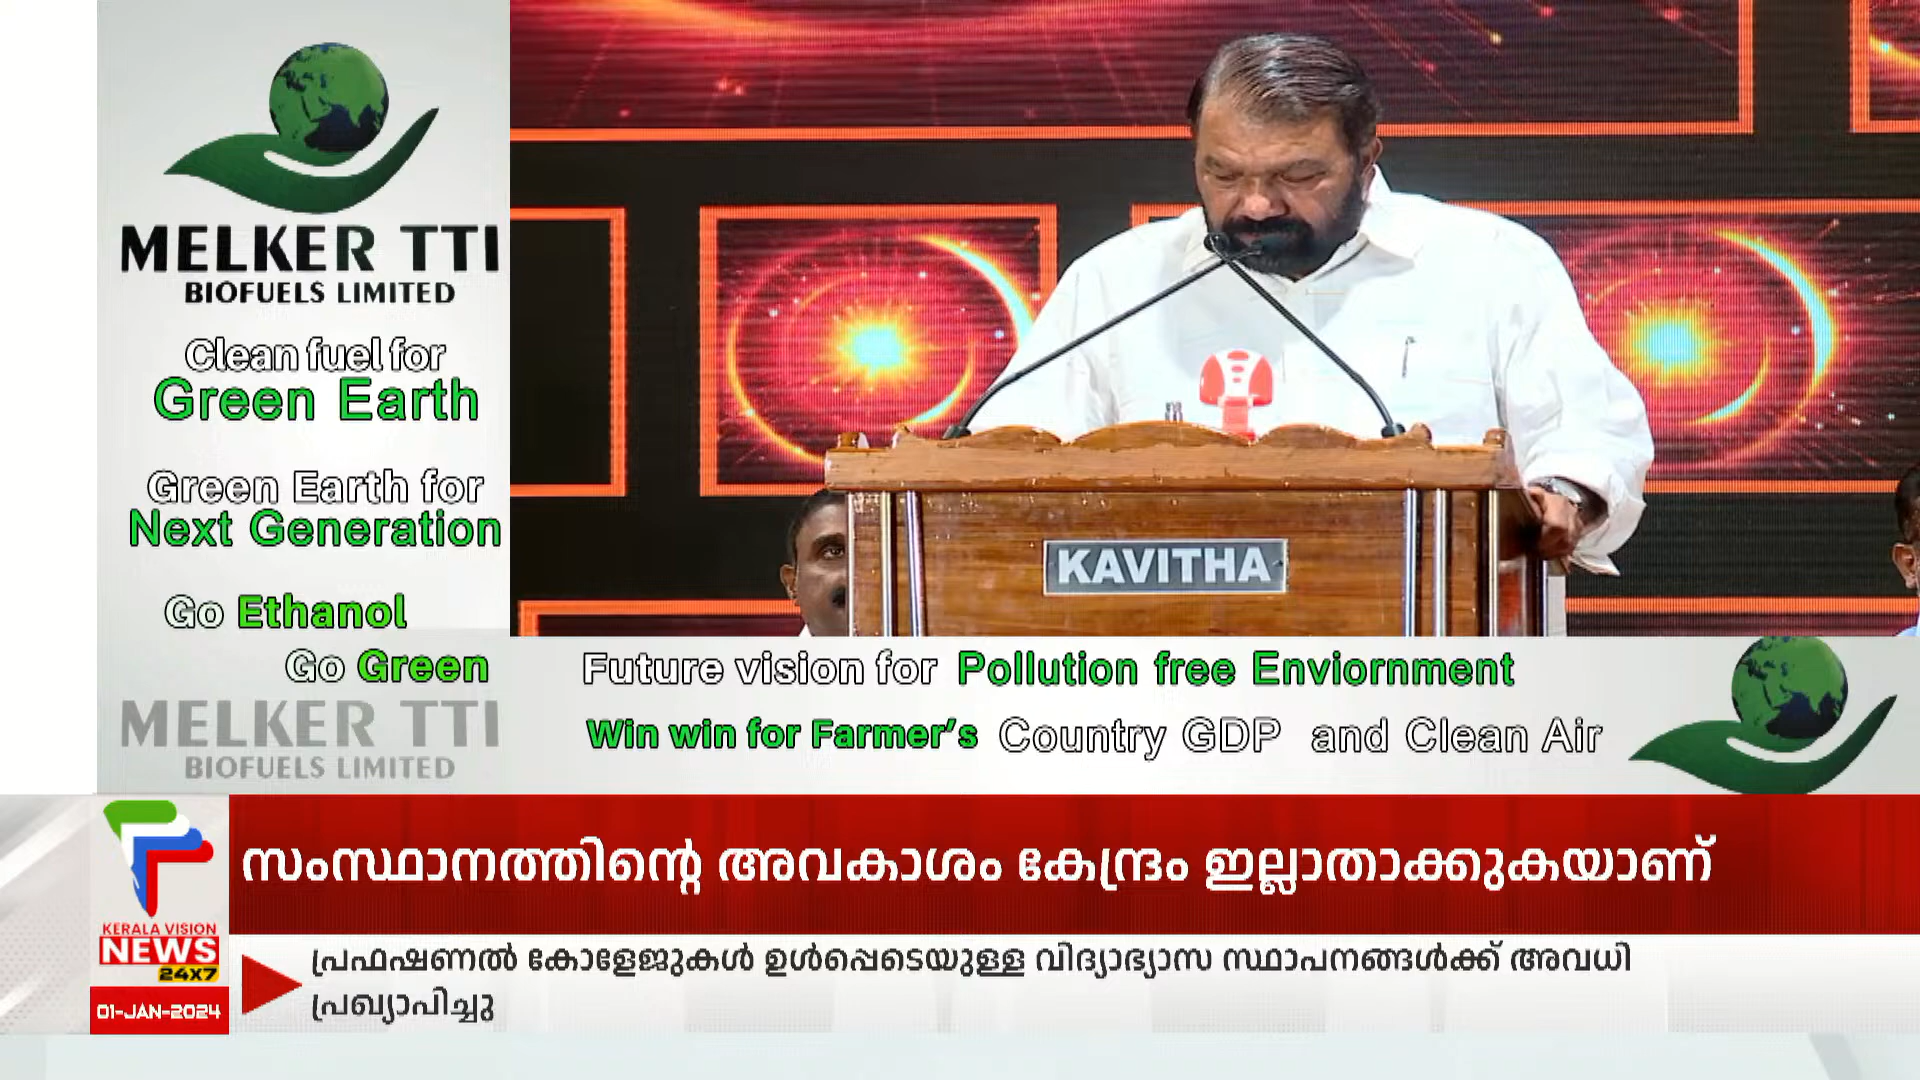 MELKER TTI
BIOFUELS LIMITED
Clean fuel for
Green Earth
Green Earth for
Next Generation
Go Ethanol
Go Green
MELKER TTI
BIOFUELS LIMITED
KAVITHA
Future vision for Pollution free Enviornment
Win win for Farmer's Country GDP and Clean Air
സംസ്ഥാനത്തിന്റെ അവകാശം കേന്ദ്രം ഇല്ലാതാക്കുകയാണ്
KERALA VISION
NEWS
24X7
01-JAN-2024
പ്രഫഷണൽ കോളേജുകൾ ഉൾപ്പെടെയുള്ള വിദ്യാഭ്യാസ സ്ഥാപനങ്ങൾക്ക് അവധി
പ്രഖ്യാപിച്ചു